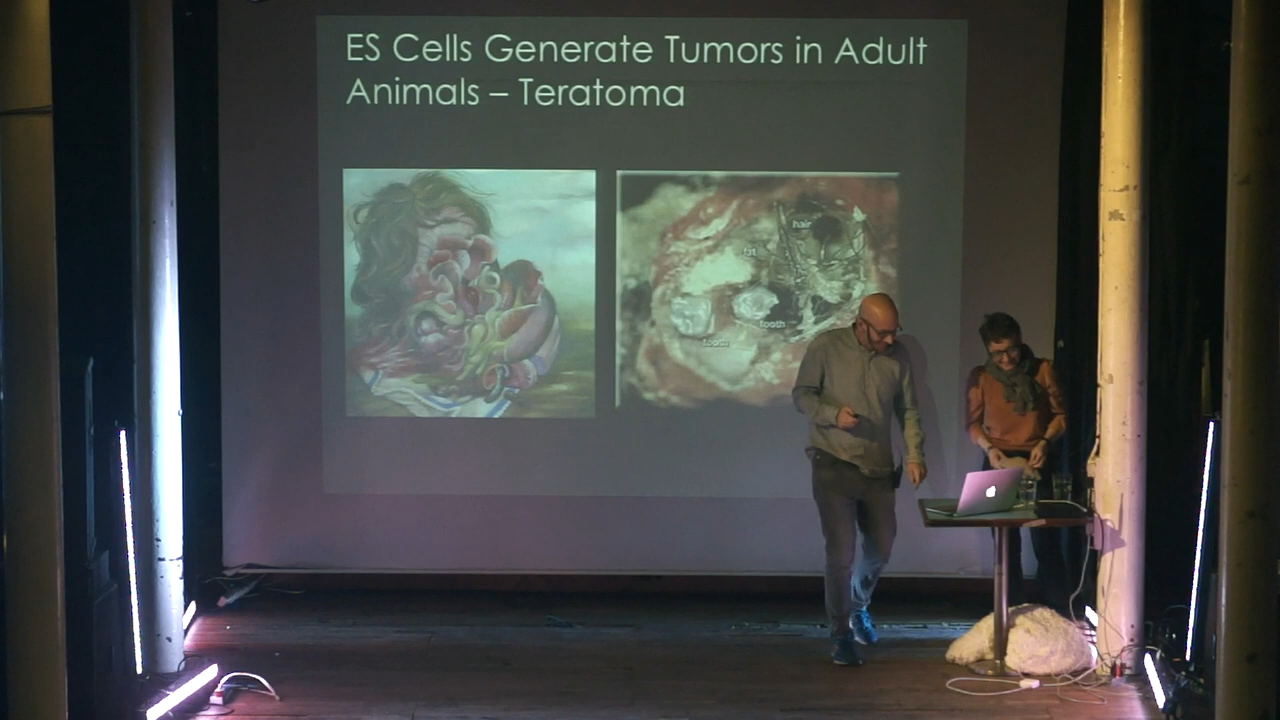 ES Cells Generate Tumors in Adult
Animals – Teratoma
hair
fat
tooth
tooth